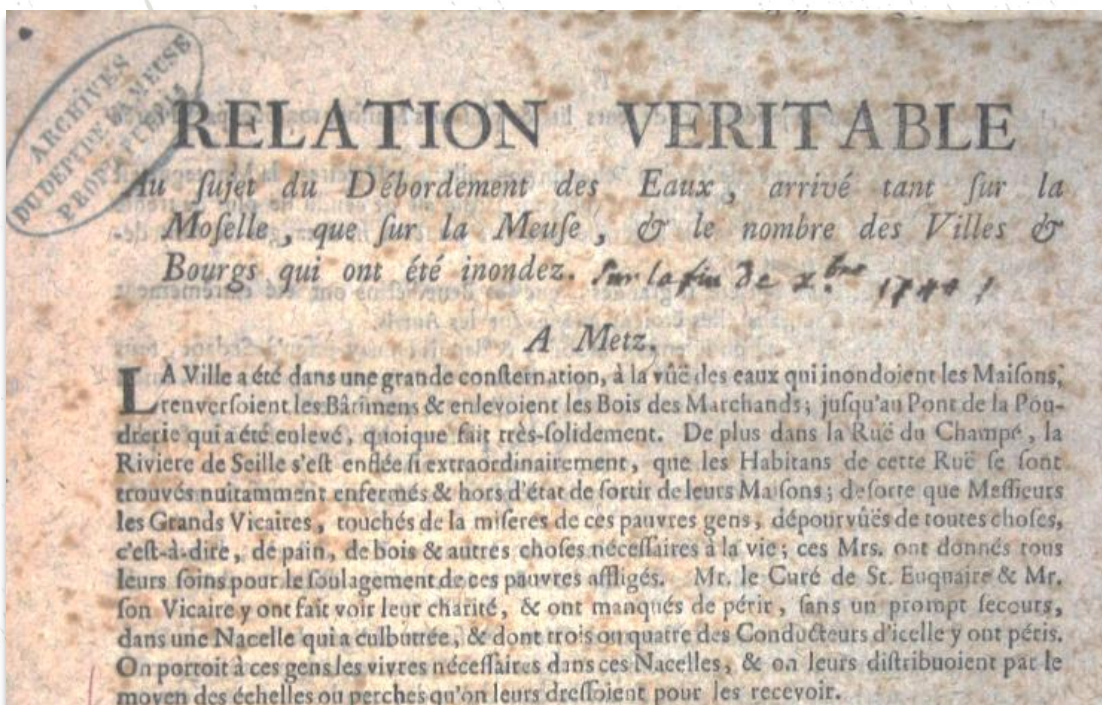 ARCHIVES
DU DEPT DE LA MEUSE
RELATION VERITABLE
Au ſujet du Débordement des Eaux, arrivé tant ſur la
Moſelle, que ſur la Meuſe, & le nombre des Villes &
Bourgs qui ont été inondez. Sur la fin de Xbre 1740
A Metz.
LA Ville a été dans une grande conſternation, à la vûë des eaux qui inondoient les Maiſons,
renverſoient les Bâtimens & enlevoient les Bois des Marchands; juſqu'au Pont de la Pou-
drerie qui a été enlevé, quoique fait très-ſolidement. De plus dans la Ruë du Champé, la
Riviere de Seille s'eſt enflée ſi extraordinairement, que les Habitans de cette Ruë ſe ſont
trouvés nuitamment enfermés & hors d'état de ſortir de leurs Maiſons; deſorte que Meſſieurs
les Grands Vicaires, touchés de la miſeres de ces pauvres gens, dépourvûës de toutes choſes,
c'eſt-à-dire, de pain, de bois & autres choſes néceſſaires à la vie; ces Mrs. ont donnés tous
leurs ſoins pour le ſoulagement de ces pauvres affligés. Mr. le Curé de St. Euquaire & Mr.
ſon Vicaire y ont fait voir leur charité, & ont manqués de périr, ſans un prompt ſecours,
dans une Nacelle qui a culbuttée, & dont trois ou quatre des Conducteurs d'icelle y ont péris.
On portoit à ces gens les vivres néceſſaires dans ces Nacelles, & on leurs diſtribuoient par le
moyen des échelles ou perches qu'on leurs dreſſoient pour les recevoir.